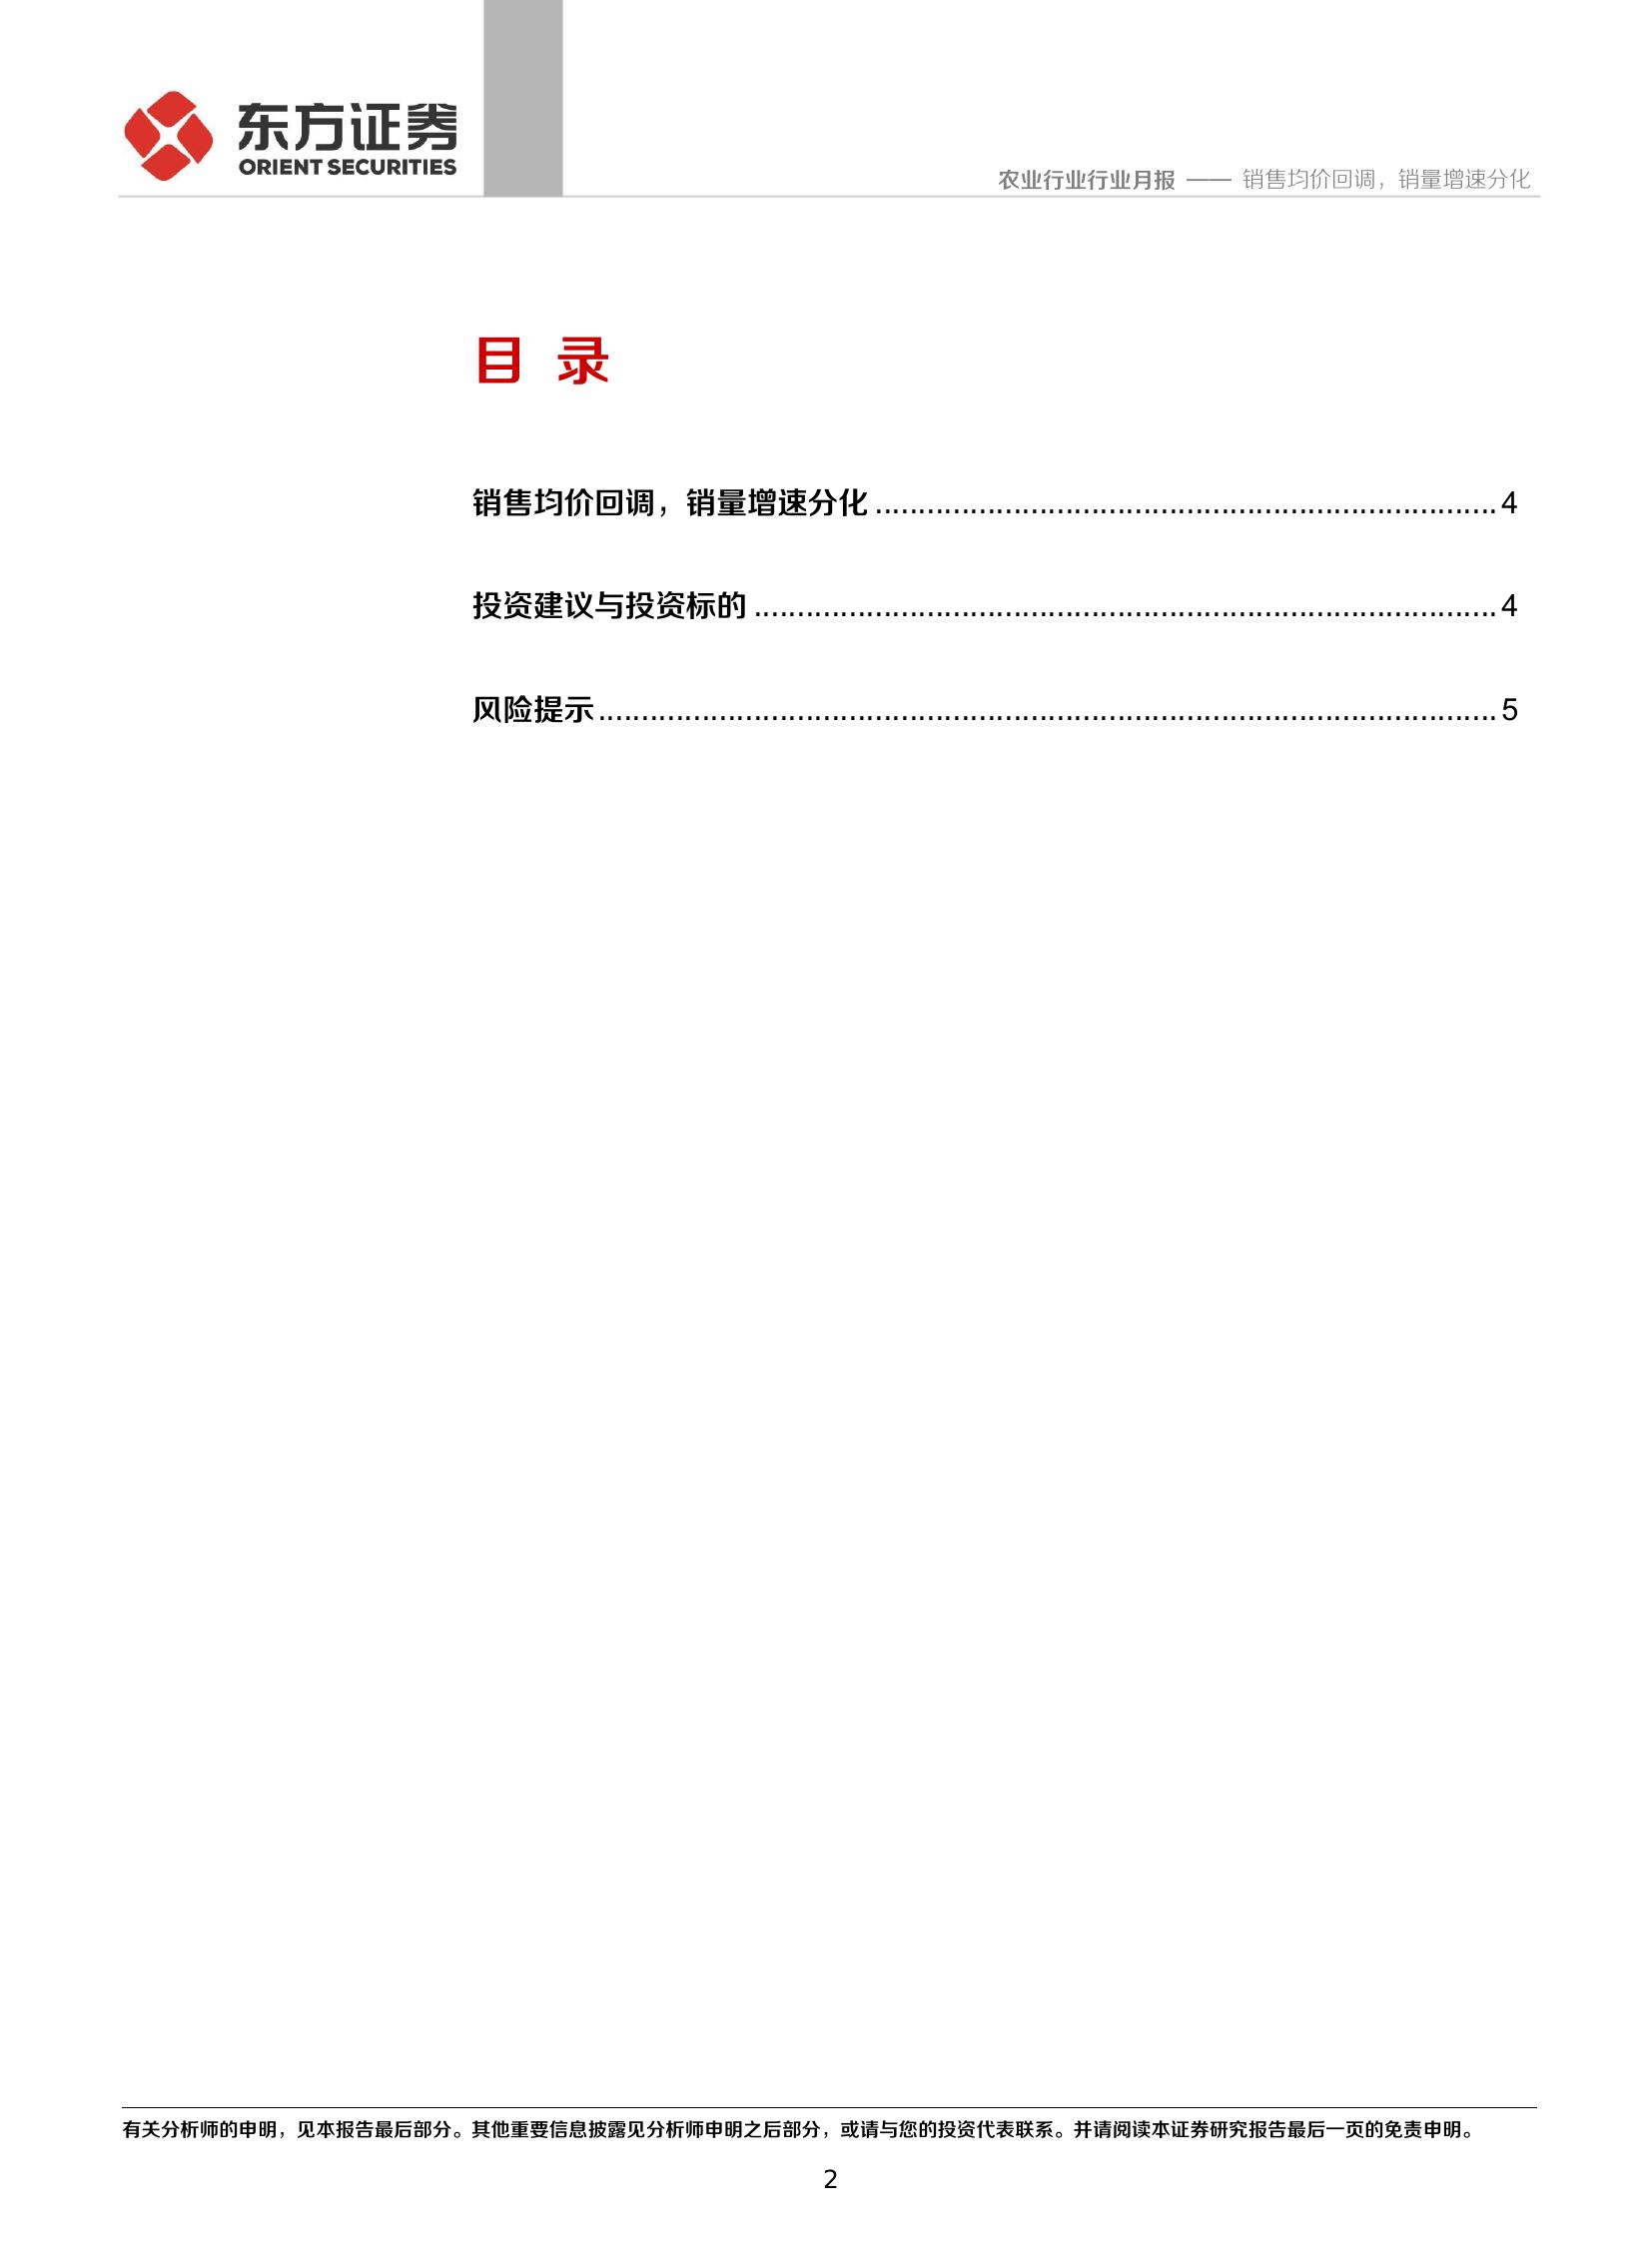 东方证券
ORIENT SECURITIES
农业行业行业月报 —— 销售均价回调，销量增速分化
目 录
销售均价回调，销量增速分化 ........................................................................ 4
投资建议与投资标的 ...................................................................................... 4
风险提示 ........................................................................................................ 5
有关分析师的申明，见本报告最后部分。其他重要信息披露见分析师申明之后部分，或请与您的投资代表联系。并请阅读本证券研究报告最后一页的免责申明。
2